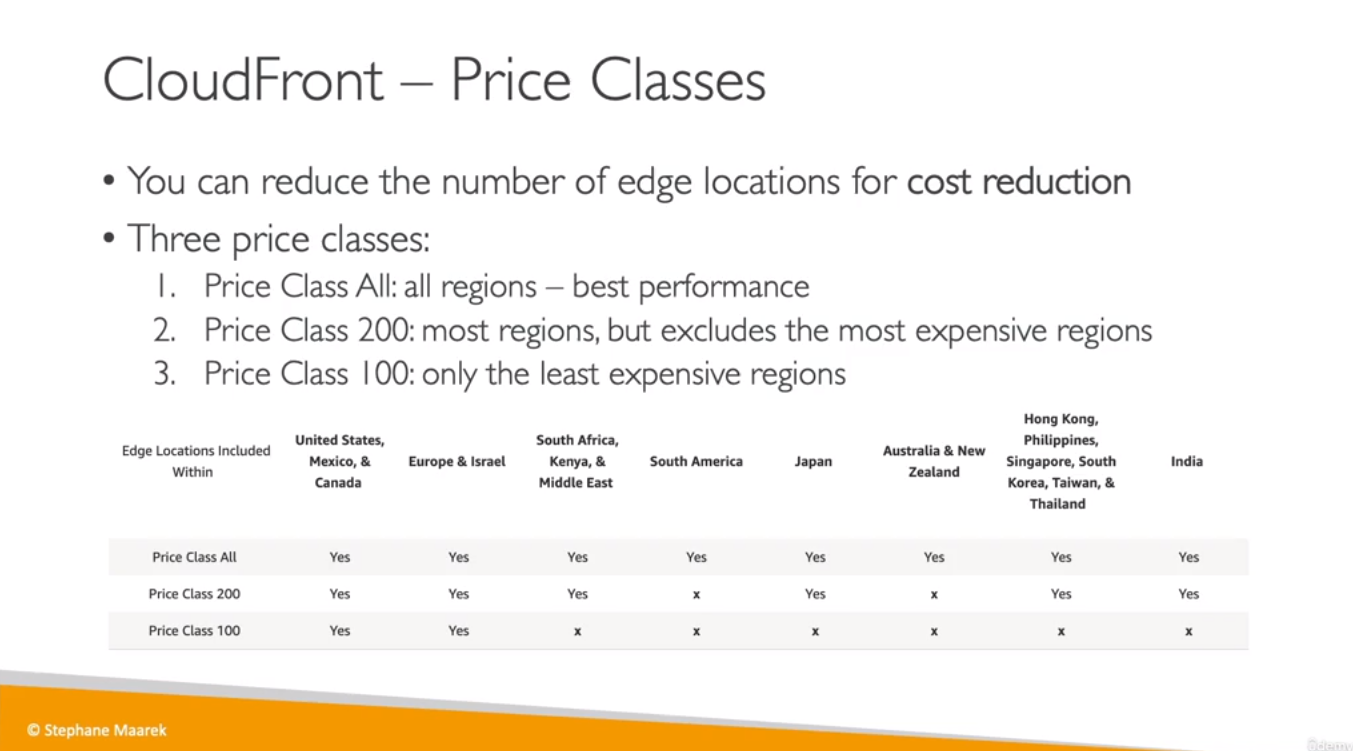 CloudFront – Price Classes
• You can reduce the number of edge locations for cost reduction
• Three price classes:
1. Price Class All: all regions – best performance
2. Price Class 200: most regions, but excludes the most expensive regions
3. Price Class 100: only the least expensive regions
Edge Locations Included
Within
United States,
Mexico, &
Canada
Europe & Israel
South Africa,
Kenya, &
Middle East
South America
Japan
Australia & New
Zealand
Hong Kong,
Philippines,
Singapore, South
Korea, Taiwan, &
Thailand
India
Price Class All Yes Yes Yes Yes Yes Yes Yes Yes
Price Class 200 Yes Yes Yes x Yes x Yes Yes
Price Class 100 Yes Yes x x x x x x
© Stephane Maarek
ûdemy